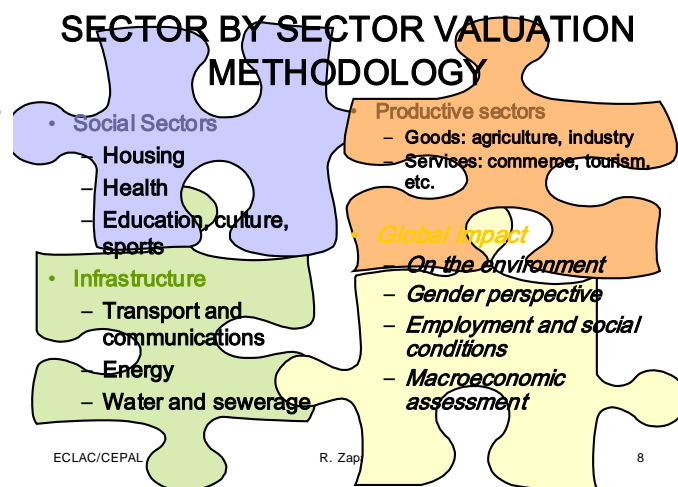 SECTOR BY SECTOR VALUATION
METHODOLOGY
• Social Sectors
– Housing
– Health
– Education, culture,
sports
• Infrastructure
– Transport and
communications
– Energy
– Water and sewerage
• Productive sectors
– Goods: agriculture, industry
– Services: commerce, tourism,
etc.
• Global Impact
– On the environment
– Gender perspective
– Employment and social
conditions
– Macroeconomic
assessment
ECLAC/CEPAL
R. Zap
8